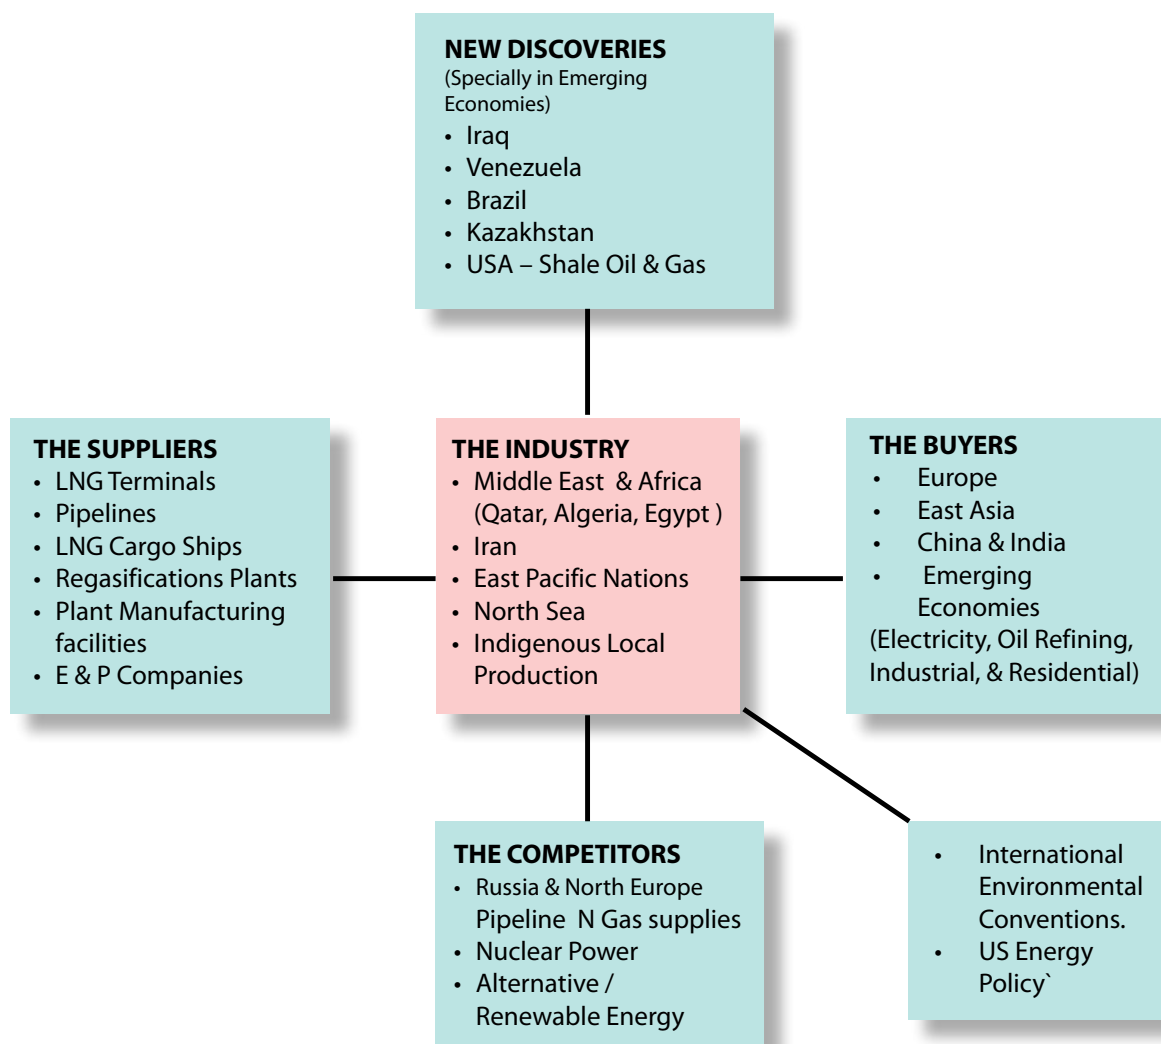 NEW DISCOVERIES
(Specially in Emerging
Economies)
• Iraq
• Venezuela
• Brazil
• Kazakhstan
• USA – Shale Oil & Gas
THE SUPPLIERS
• LNG Terminals
• Pipelines
• LNG Cargo Ships
• Regasifications Plants
• Plant Manufacturing
facilities
• E & P Companies
THE INDUSTRY
• Middle East & Africa
(Qatar, Algeria, Egypt )
• Iran
• East Pacific Nations
• North Sea
• Indigenous Local
Production
THE BUYERS
• Europe
• East Asia
• China & India
• Emerging
Economies
(Electricity, Oil Refining,
Industrial, & Residential)
THE COMPETITORS
• Russia & North Europe
Pipeline N Gas supplies
• Nuclear Power
• Alternative /
Renewable Energy
• International
Environmental
Conventions.
• US Energy
Policy`